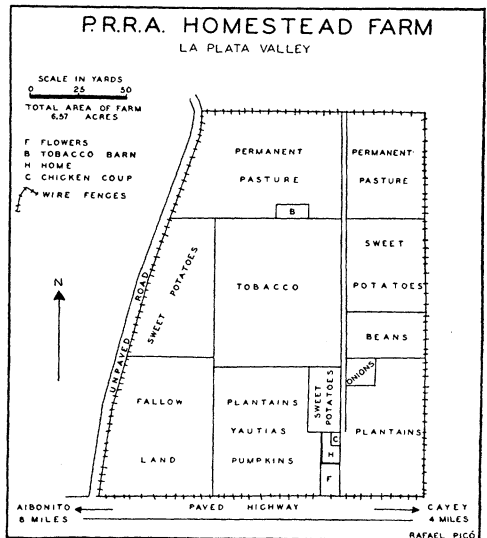 P.R.R.A. HOMESTEAD FARM
LA PLATA VALLEY
SCALE IN YARDS
0 25 50
TOTAL AREA OF FARM
6.57 ACRES
F FLOWERS
B TOBACCO BARN
H HOME
C CHICKEN COUP
WIRE FENCES
N
PERMANENT
PASTURE
PERMANENT
PASTURE
B
UNPAVED ROAD
SWEET POTATOES
TOBACCO
SWEET
POTATOES
BEANS
ONIONS
FALLOW
LAND
PLANTAINS
YAUTIAS
PUMPKINS
SWEET
POTATOES
C
H
F
PLANTAINS
AIBONITO
8 MILES
PAVED HIGHWAY
CAYEY
4 MILES
RAFAEL PICÓ